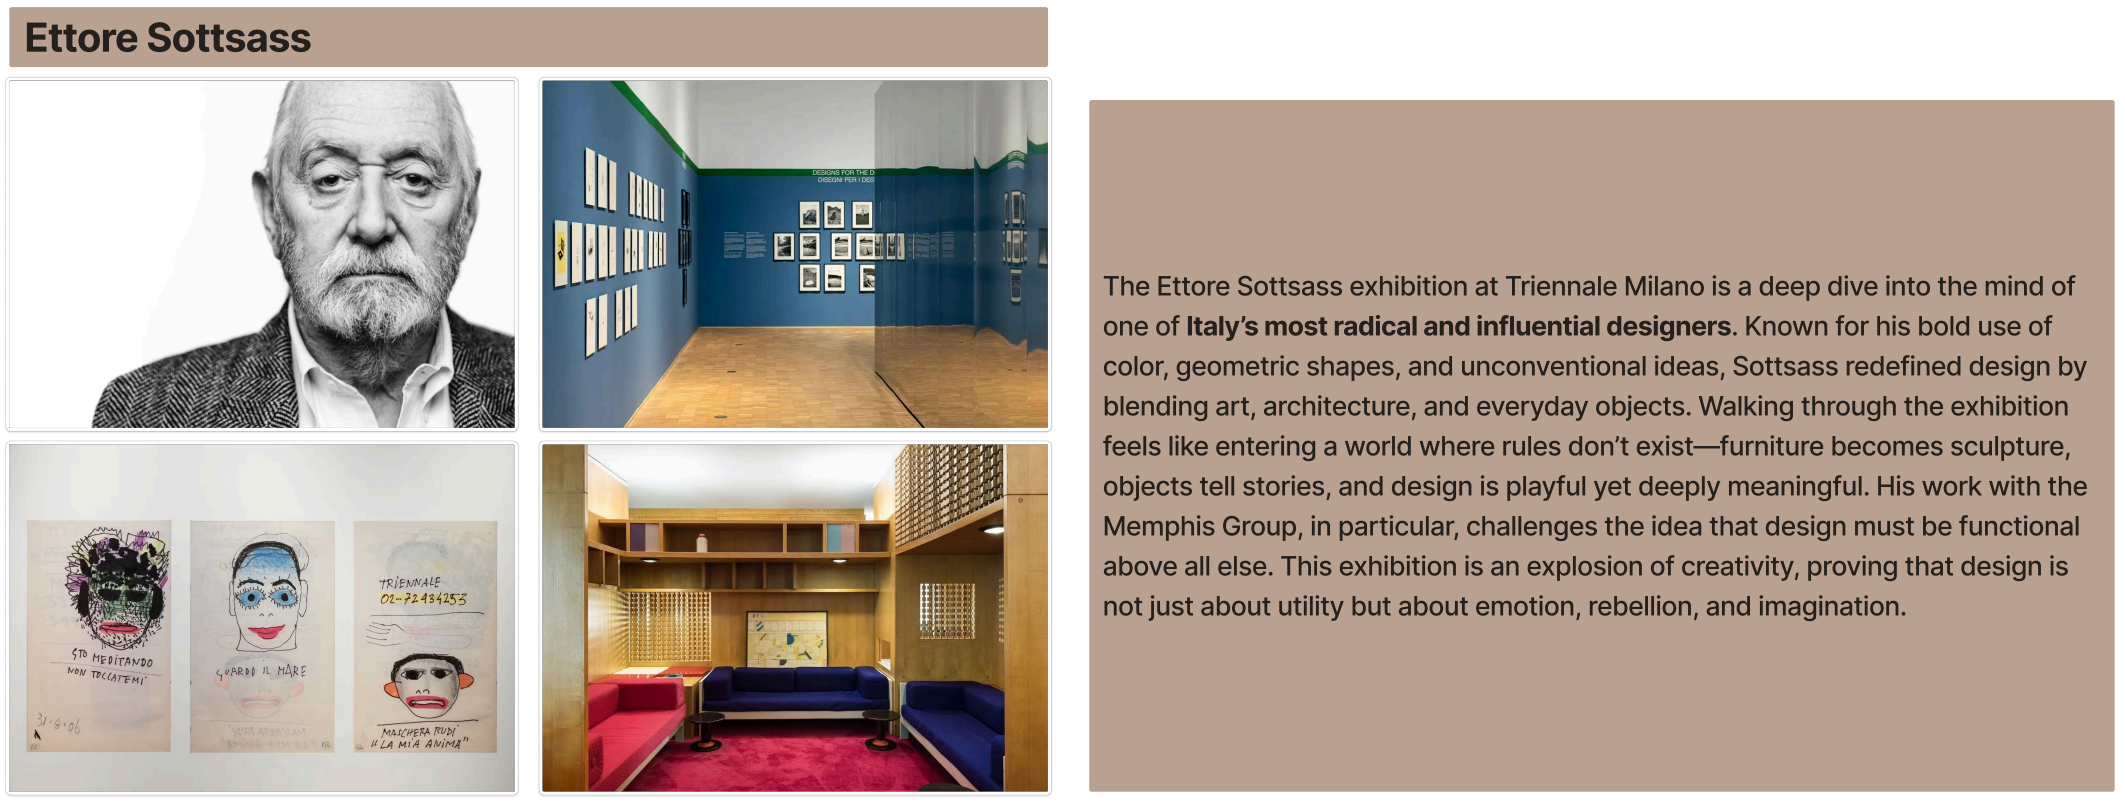 Ettore Sottsass
DESIGNS FOR THE D
DISEGNI PER I DES
STO MEDITANDO
NON TOCCATEMI
31-8-06
GUARDO IL MARE
TRIENNALE
02-72434253
MASCHERA RUDI
"LA MIA ANIMA"
The Ettore Sottsass exhibition at Triennale Milano is a deep dive into the mind of
one of Italy's most radical and influential designers. Known for his bold use of
color, geometric shapes, and unconventional ideas, Sottsass redefined design by
blending art, architecture, and everyday objects. Walking through the exhibition
feels like entering a world where rules don't exist—furniture becomes sculpture,
objects tell stories, and design is playful yet deeply meaningful. His work with the
Memphis Group, in particular, challenges the idea that design must be functional
above all else. This exhibition is an explosion of creativity, proving that design is
not just about utility but about emotion, rebellion, and imagination.